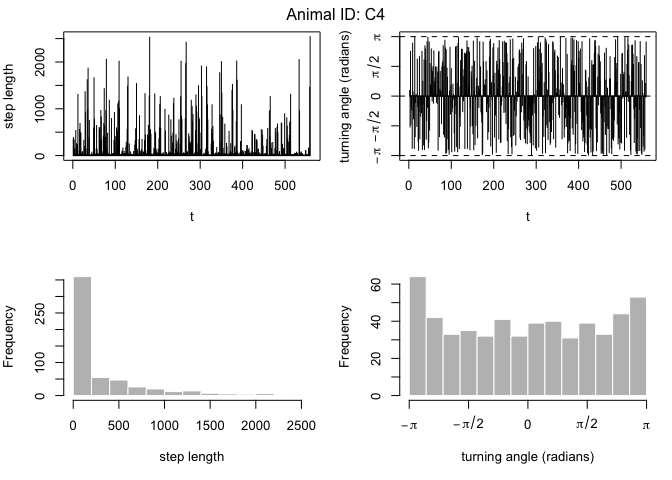 Animal ID: C4
step length
0 1000 2000
0 100 200 300 400 500
t
turning angle (radians)
−π −π/2 0 π/2 π
0 100 200 300 400 500
t
Frequency
0 100 250
0 500 1000 1500 2000 2500
step length
Frequency
0 20 40 60
−π −π/2 0 π/2 π
turning angle (radians)